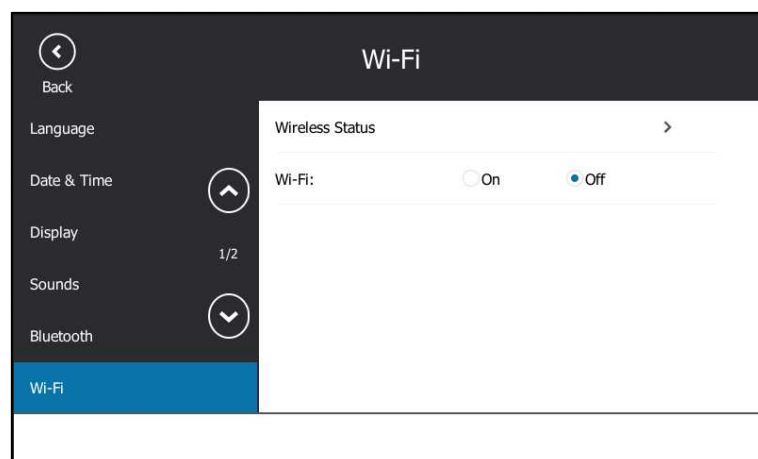 Wi-Fi
Back
Language
Date & Time
Display
1/2
Sounds
Bluetooth
Wi-Fi
Wireless Status
Wi-Fi: On Off